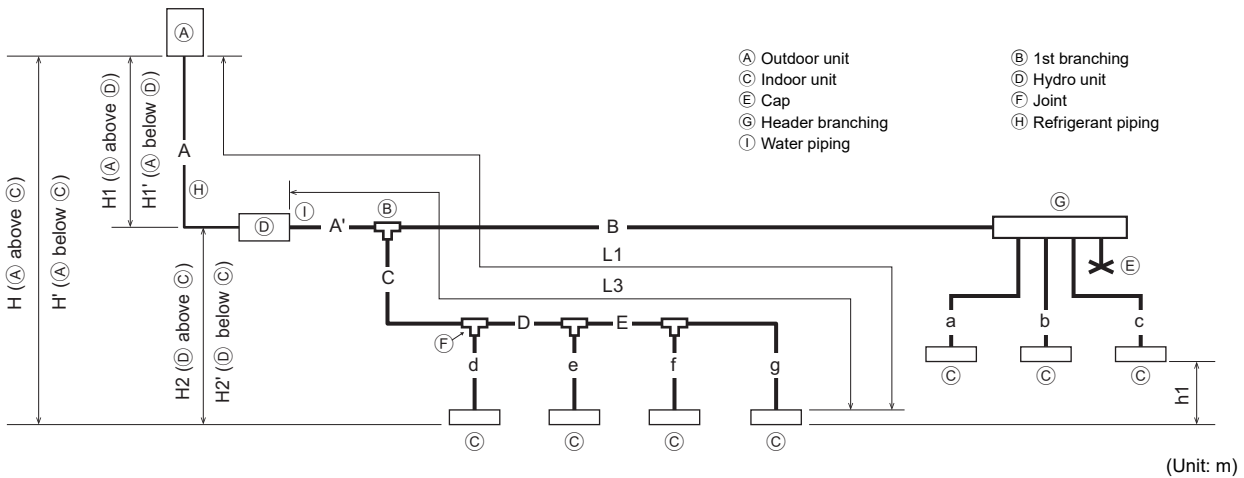 Ⓐ
Ⓐ Outdoor unit
Ⓒ Indoor unit
Ⓔ Cap
Ⓖ Header branching
Ⓘ Water piping
Ⓑ 1st branching
Ⓓ Hydro unit
Ⓕ Joint
Ⓗ Refrigerant piping
H (Ⓐ above Ⓒ)
H' (Ⓐ below Ⓒ)
H1 (Ⓐ above Ⓓ)
H1' (Ⓐ below Ⓓ)
A
Ⓗ
Ⓓ
Ⓘ
A'
Ⓑ
B
Ⓖ
H2 (Ⓓ above Ⓒ)
H2' (Ⓓ below Ⓒ)
C
L1
L3
Ⓔ
Ⓕ
D
E
a
b
c
d
e
f
g
Ⓒ
Ⓒ
Ⓒ
h1
Ⓒ
Ⓒ
Ⓒ
Ⓒ
(Unit: m)